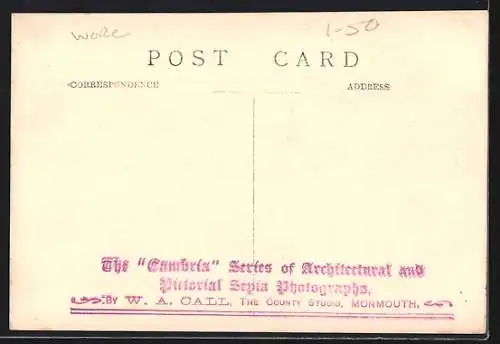 WORC 1-50
POST CARD
CORRESPONDENCE ADDRESS
The "Cambria" Series of Architectural and
Pictorial Sepia Photographs,
BY W. A. CALL, THE COUNTY STUDIO, MONMOUTH.